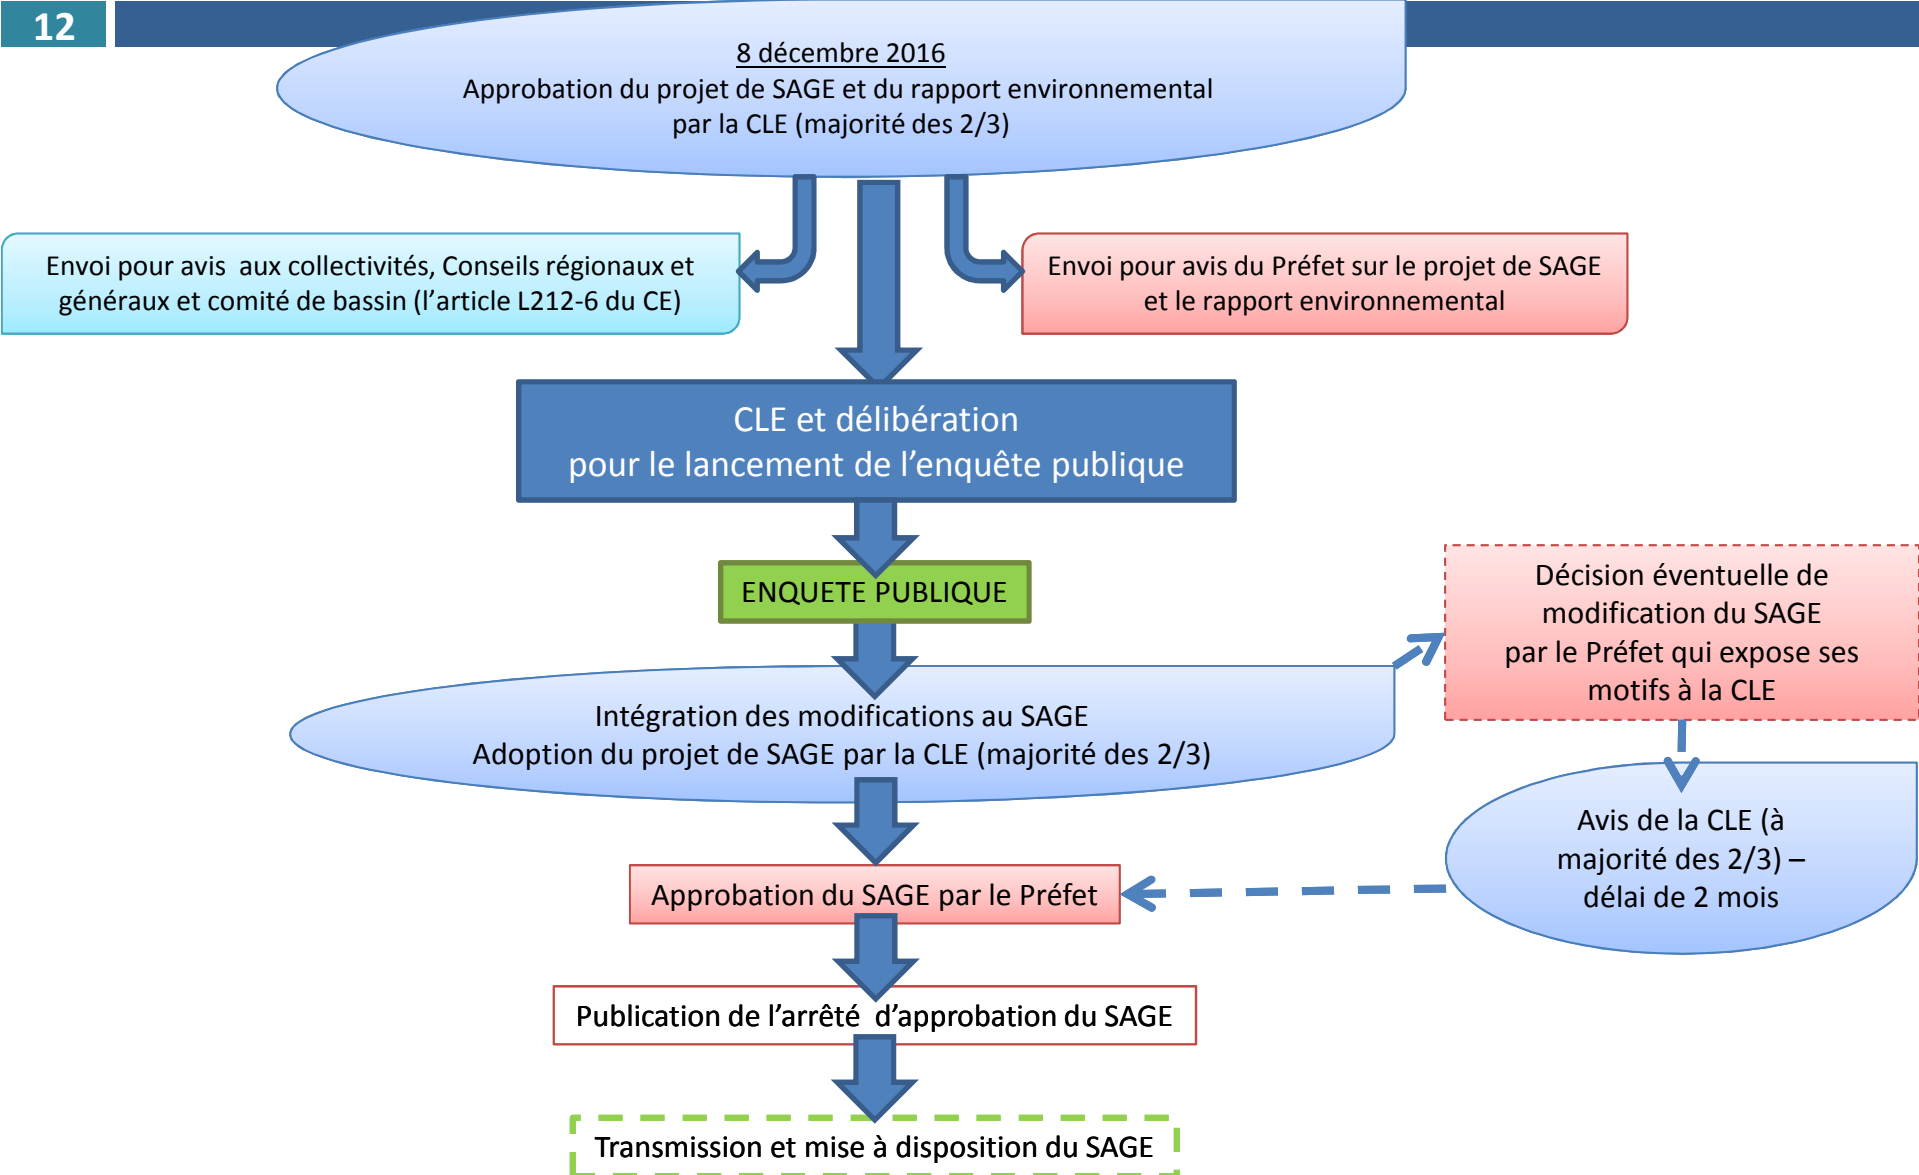 12
8 décembre 2016
Approbation du projet de SAGE et du rapport environnemental
par la CLE (majorité des 2/3)
Envoi pour avis  aux collectivités, Conseils régionaux et
généraux et comité de bassin (l’article L212-6 du CE)
Envoi pour avis du Préfet sur le projet de SAGE
et le rapport environnemental
CLE et délibération
pour le lancement de l’enquête publique
ENQUETE PUBLIQUE
Décision éventuelle de
modification du SAGE
par le Préfet qui expose ses
motifs à la CLE
Intégration des modifications au SAGE
Adoption du projet de SAGE par la CLE (majorité des 2/3)
Avis de la CLE (à
majorité des 2/3) –
délai de 2 mois
Approbation du SAGE par le Préfet
Publication de l’arrêté  d’approbation du SAGE
Transmission et mise à disposition du SAGE